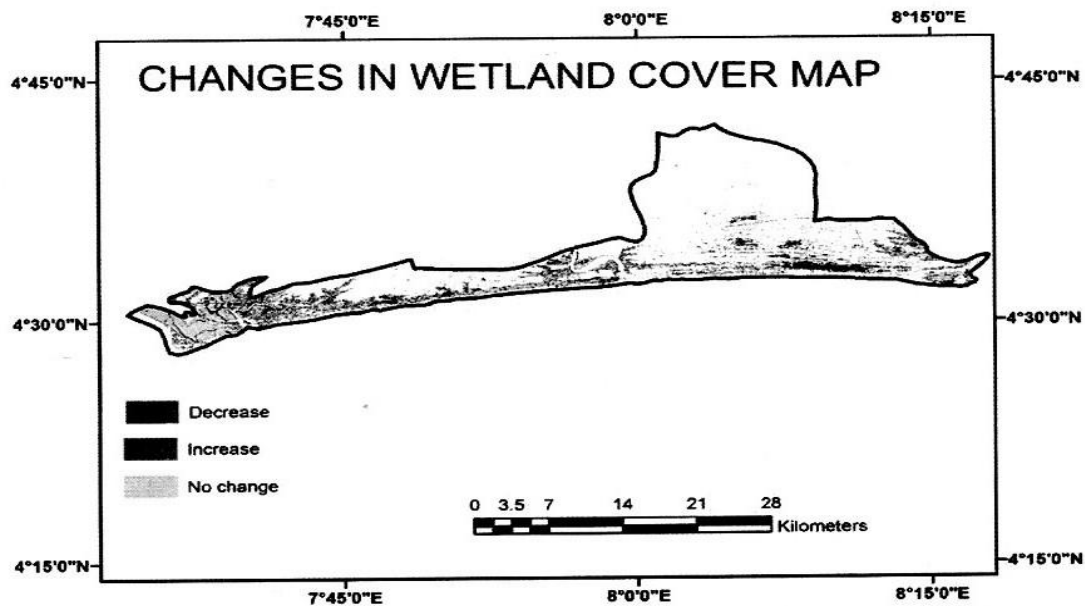 7°45'0"E 8°0'0"E 8°15'0"E
4°45'0"N 4°45'0"N
CHANGES IN WETLAND COVER MAP
4°30'0"N 4°30'0"N
Decrease
Increase
No change
0 3.5 7 14 21 28
Kilometers
4°15'0"N 4°15'0"N
7°45'0"E 8°0'0"E 8°15'0"E